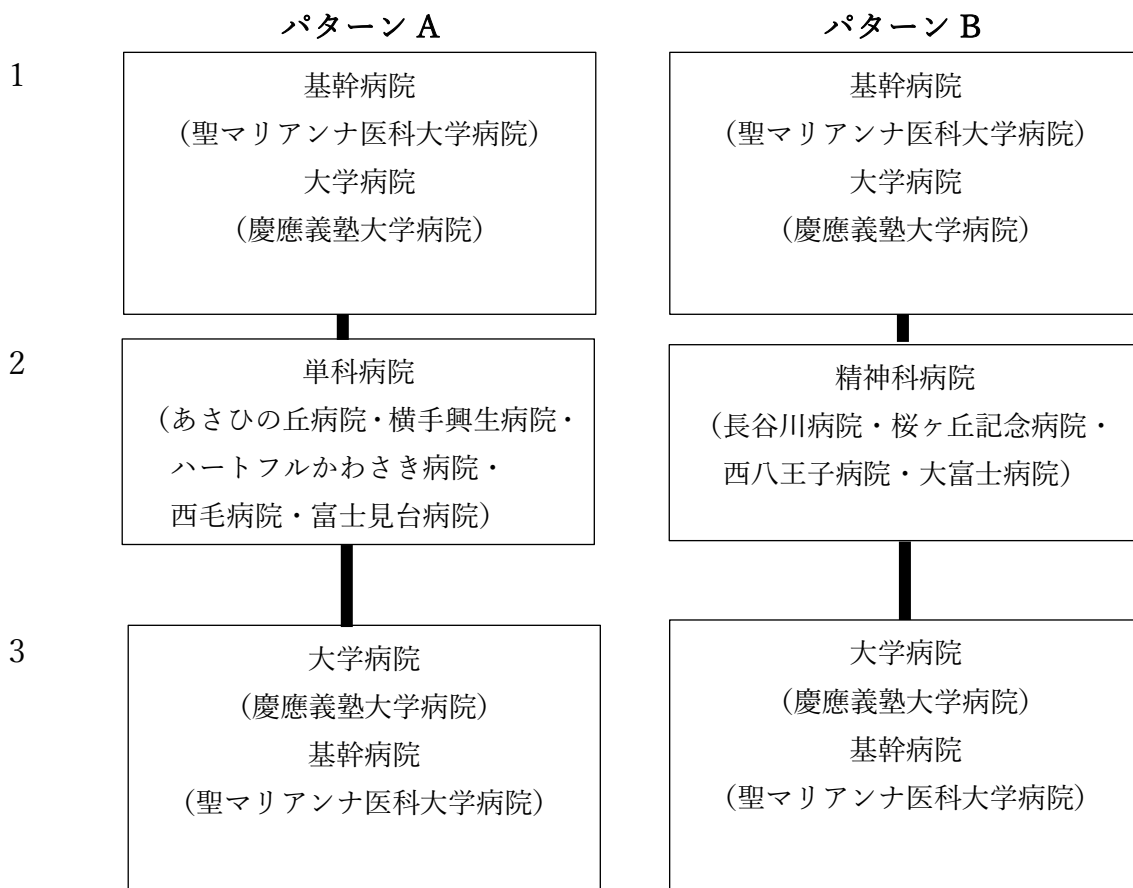 パターン A
パターン B
1
基幹病院
（聖マリアンナ医科大学病院）
大学病院
（慶應義塾大学病院）
基幹病院
（聖マリアンナ医科大学病院）
大学病院
（慶應義塾大学病院）
2
単科病院
（あさひの丘病院・横手興生病院・
ハートフルかわさき病院・
西毛病院・富士見台病院）
精神科病院
（長谷川病院・桜ヶ丘記念病院・
西八王子病院・大富士病院）
3
大学病院
（慶應義塾大学病院）
基幹病院
（聖マリアンナ医科大学病院）
大学病院
（慶應義塾大学病院）
基幹病院
（聖マリアンナ医科大学病院）